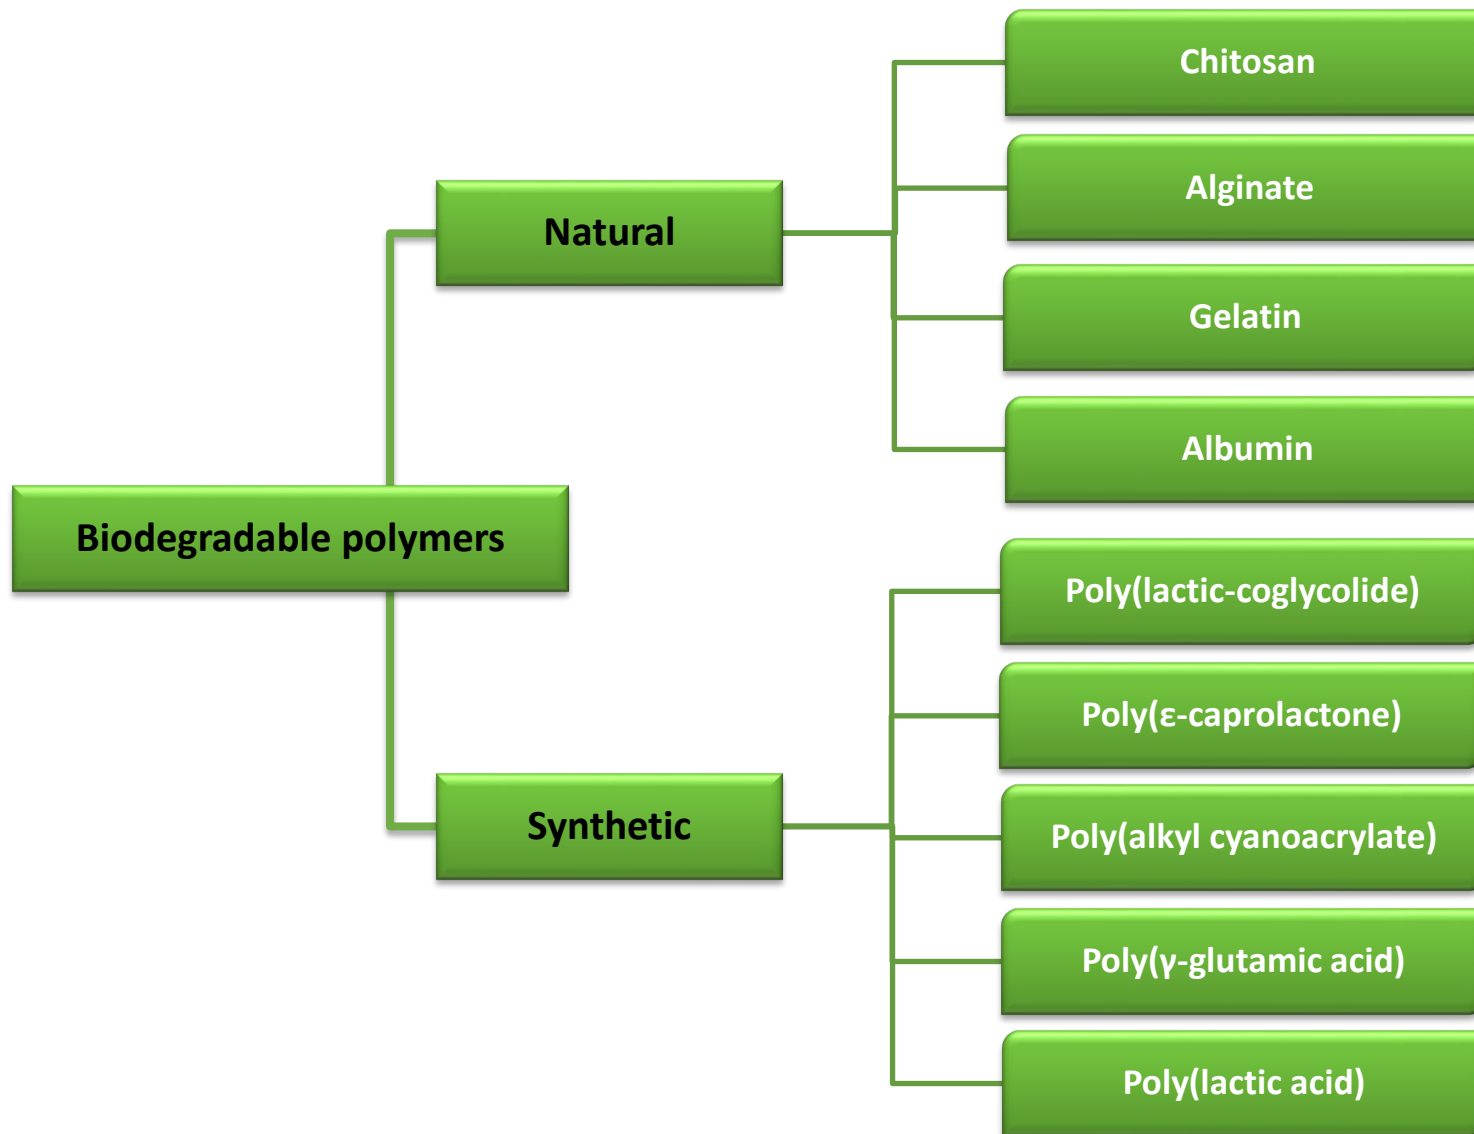 Biodegradable polymers
Natural
Chitosan
Alginate
Gelatin
Albumin
Synthetic
Poly(lactic-coglycolide)
Poly(ε-caprolactone)
Poly(alkyl cyanoacrylate)
Poly(γ-glutamic acid)
Poly(lactic acid)